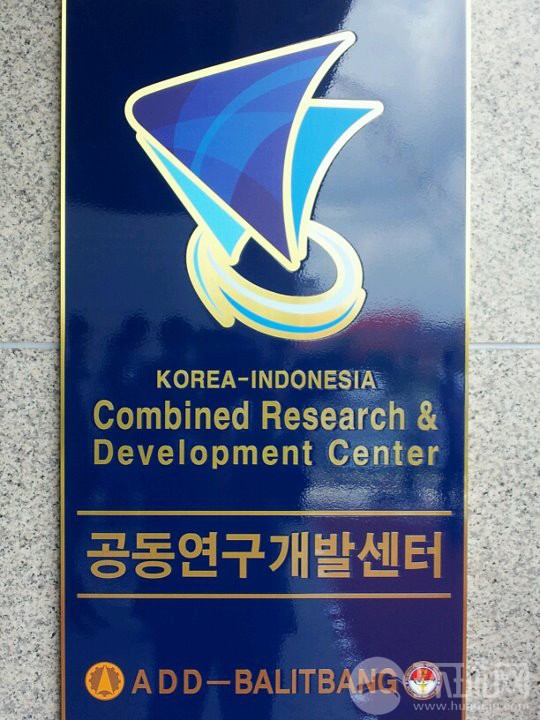 KOREA-INDONESIA
Combined Research &
Development Center
공동연구개발센터
ADD—BALITBANG